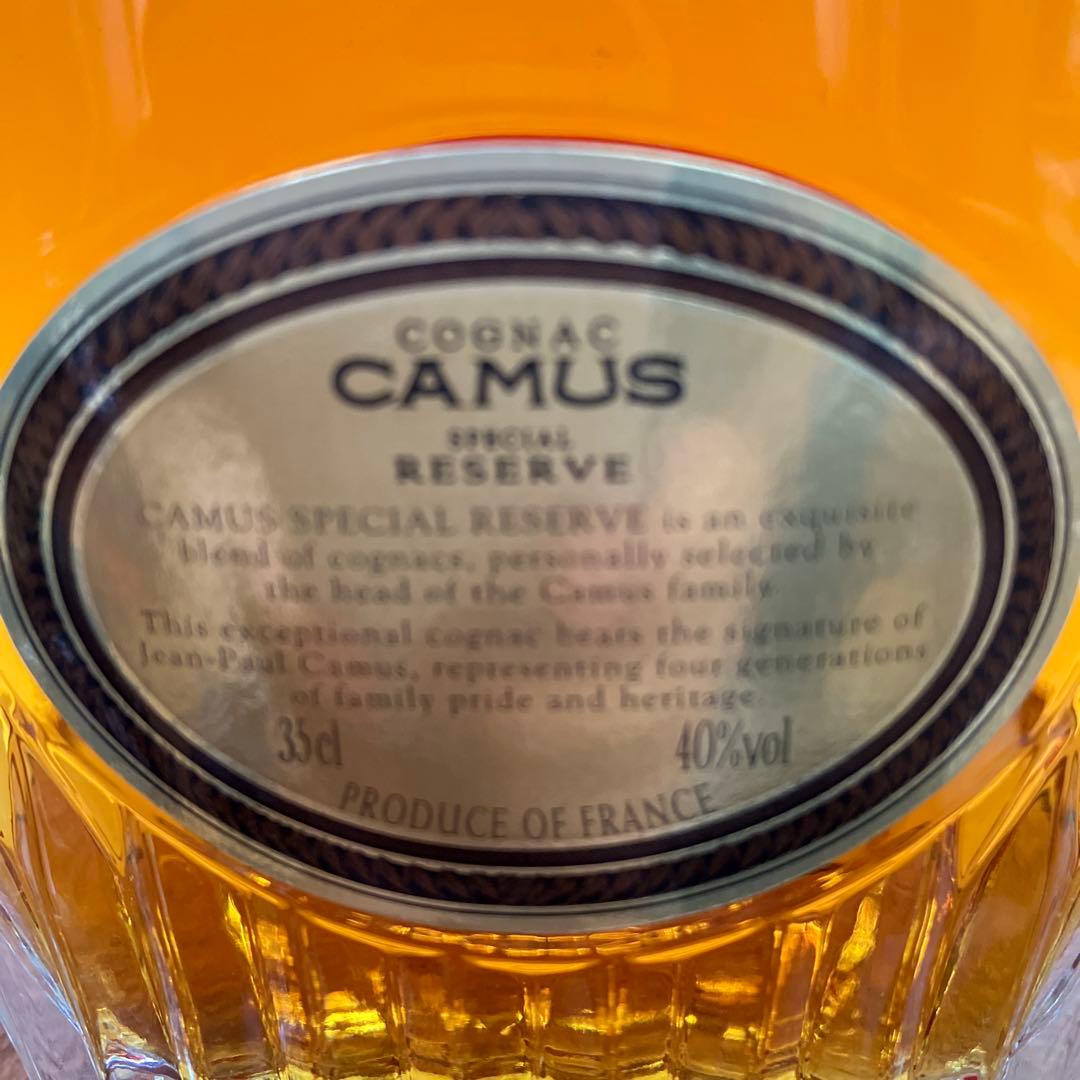 COGNAC
CAMUS
SPECIAL
RESERVE
CAMUS SPECIAL RESERVE is an exquisite
blend of cognacs, personally selected by
the head of the Camus family.
This exceptional cognac bears the signature of
Jean-Paul Camus, representing four generations
of family pride and heritage.
35cl 40%vol
PRODUCE OF FRANCE